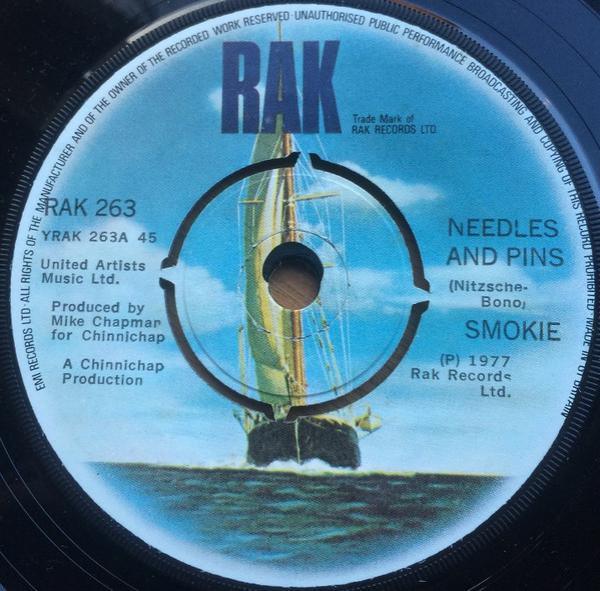 EMI RECORDS LTD·ALL RIGHTS OF THE MANUFACTURER AND OF THE OWNER OF THE RECORDED WORK RESERVED·UNAUTHORISED PUBLIC PERFORMANCE BROADCASTING AND COPYING OF THIS RECORD PROHIBITED·MADE IN GT BRITAIN
RAK
Trade Mark of
RAK RECORDS LTD.
RAK 263
YRAK 263A 45
United Artists
Music Ltd.
Produced by
Mike Chapman
for Chinnichap
A Chinnichap
Production
NEEDLES
AND PINS
(Nitzsche-
Bono)
SMOKIE
(P) 1977
Rak Records
Ltd.